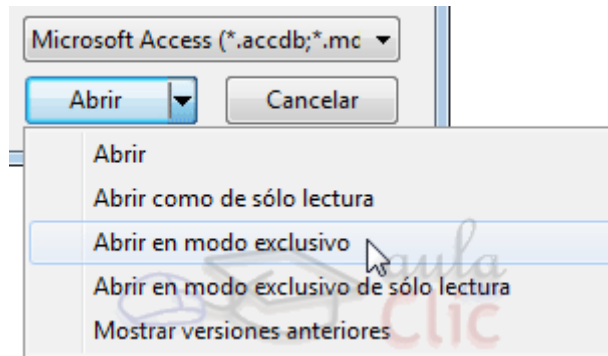 Microsoft Access (*.accdb;*.mc
Abrir
Cancelar
Abrir
Abrir como de sólo lectura
Abrir en modo exclusivo
Abrir en modo exclusivo de sólo lectura
Mostrar versiones anteriores
aula
Clic